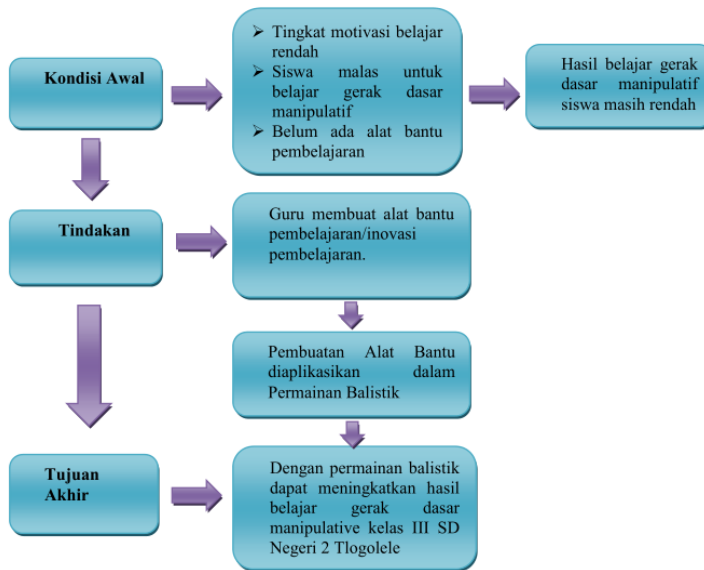 Kondisi Awal
➢ Tingkat motivasi belajar
rendah
➢ Siswa malas untuk
belajar gerak dasar
manipulatif
➢ Belum ada alat bantu
pembelajaran
Hasil belajar gerak
dasar manipulatif
siswa masih rendah
Tindakan
Guru membuat alat bantu
pembelajaran/inovasi
pembelajaran.
Pembuatan Alat Bantu
diaplikasikan dalam
Permainan Balistik
Tujuan
Akhir
Dengan permainan balistik
dapat meningkatkan hasil
belajar gerak dasar
manipulative kelas III SD
Negeri 2 Tlogolele